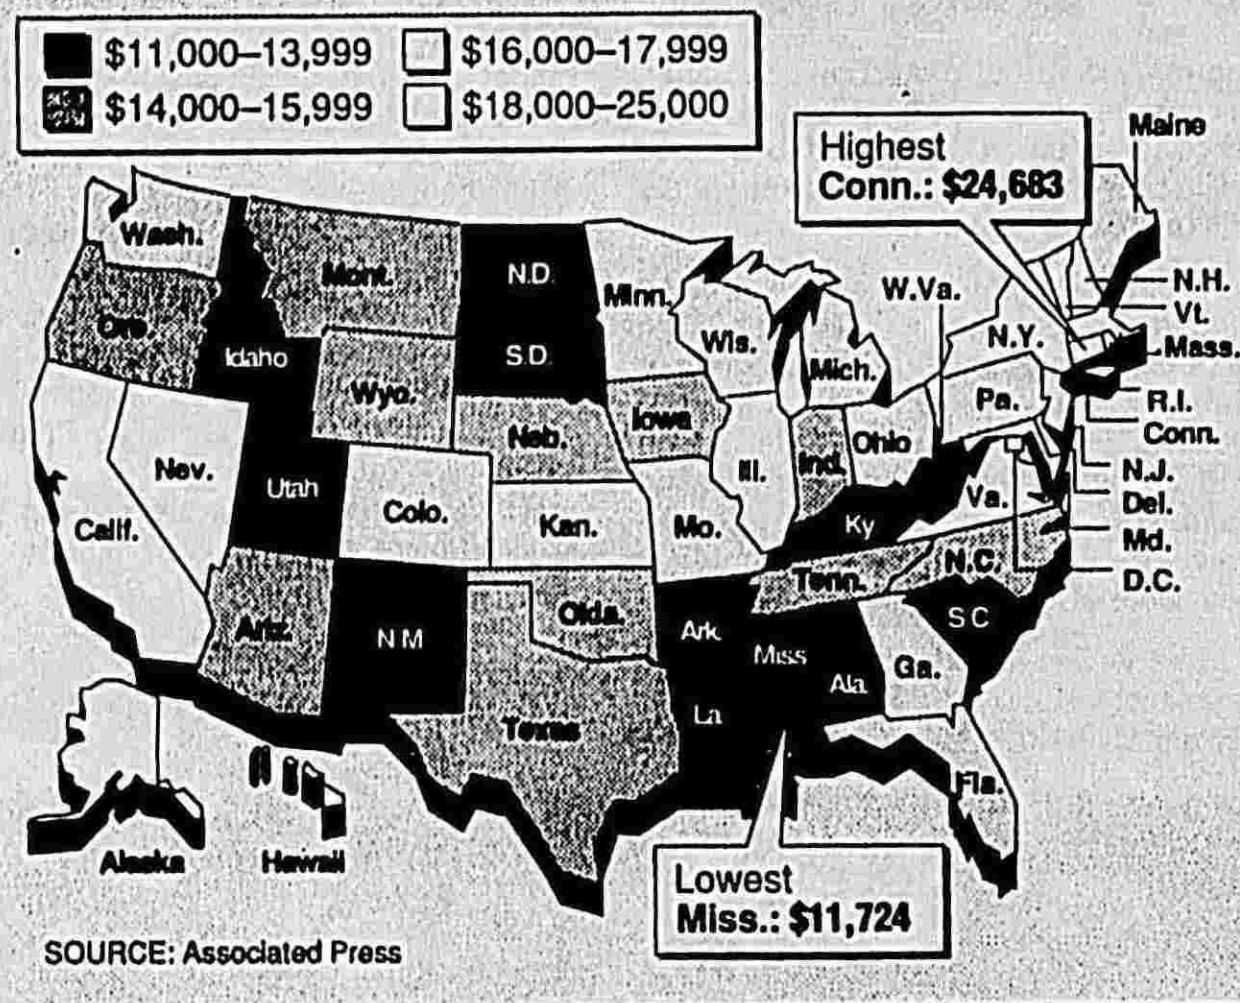 $11,000–13,999
$16,000–17,999
$14,000–15,999
$18,000–25,000
Highest
Conn.: $24,683
Maine
Wash.
Mont.
N.D.
Minn.
W.Va.
N.H.
Vt.
Ore.
Idaho
S.D.
Wis.
Mich.
N.Y.
Mass.
Wyo.
Iowa
Pa.
R.I.
Conn.
Nev.
Utah
Neb.
Ill.
Ind.
Ohio
N.J.
Del.
Calif.
Colo.
Kan.
Mo.
Ky
Va.
Md.
D.C.
Ariz.
N M
Okla.
Ark.
Tenn.
N.C.
S C
Miss
Ala
Ga.
Texas
La
Fla.
Alaska
Hawaii
Lowest
Miss.: $11,724
SOURCE: Associated Press